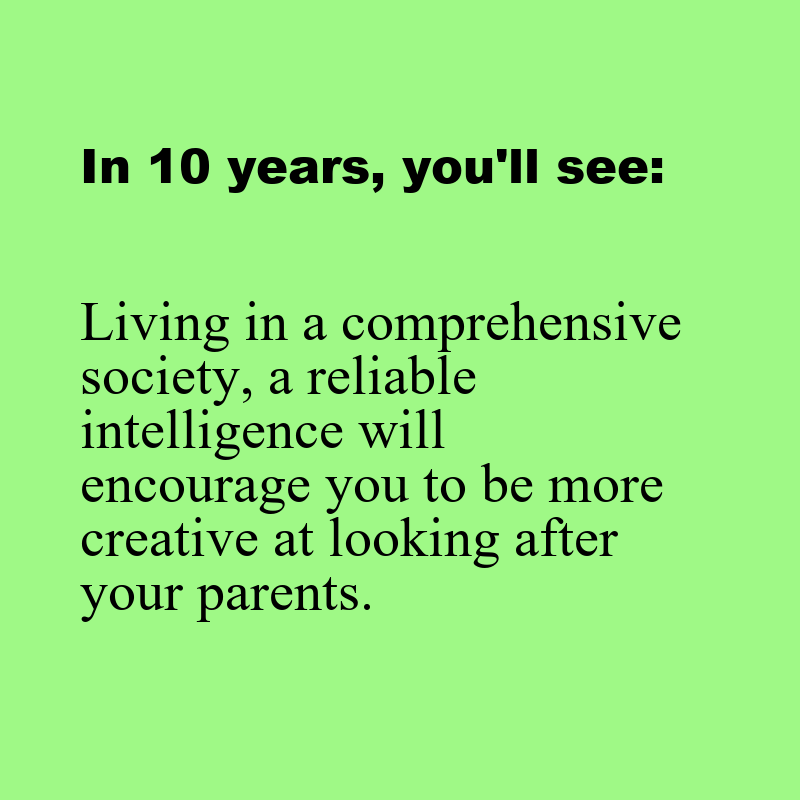 In 10 years, you'll see:
Living in a comprehensive
society, a reliable
intelligence will
encourage you to be more
creative at looking after
your parents.